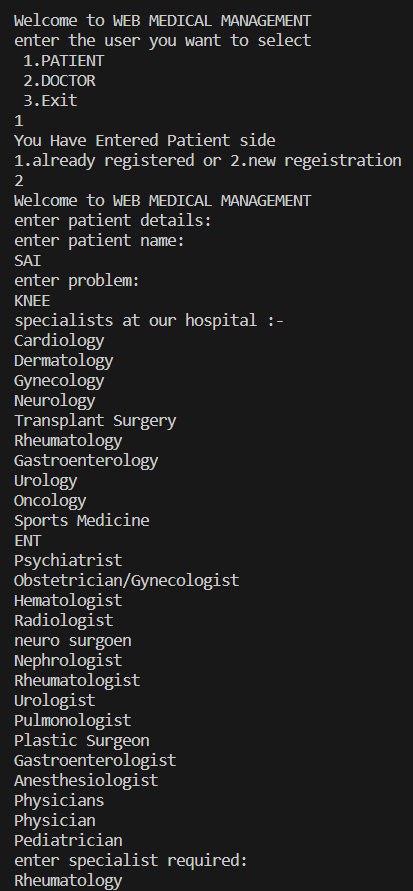 Welcome to WEB MEDICAL MANAGEMENT
enter the user you want to select
1.PATIENT
2.DOCTOR
3.Exit
1
You Have Entered Patient side
1.already registered or 2.new regeistration
2
Welcome to WEB MEDICAL MANAGEMENT
enter patient details:
enter patient name:
SAI
enter problem:
KNEE
specialists at our hospital :-
Cardiology
Dermatology
Gynecology
Neurology
Transplant Surgery
Rheumatology
Gastroenterology
Urology
Oncology
Sports Medicine
ENT
Psychiatrist
Obstetrician/Gynecologist
Hematologist
Radiologist
neuro surgoen
Nephrologist
Rheumatologist
Urologist
Pulmonologist
Plastic Surgeon
Gastroenterologist
Anesthesiologist
Physicians
Physician
Pediatrician
enter specialist required:
Rheumatology